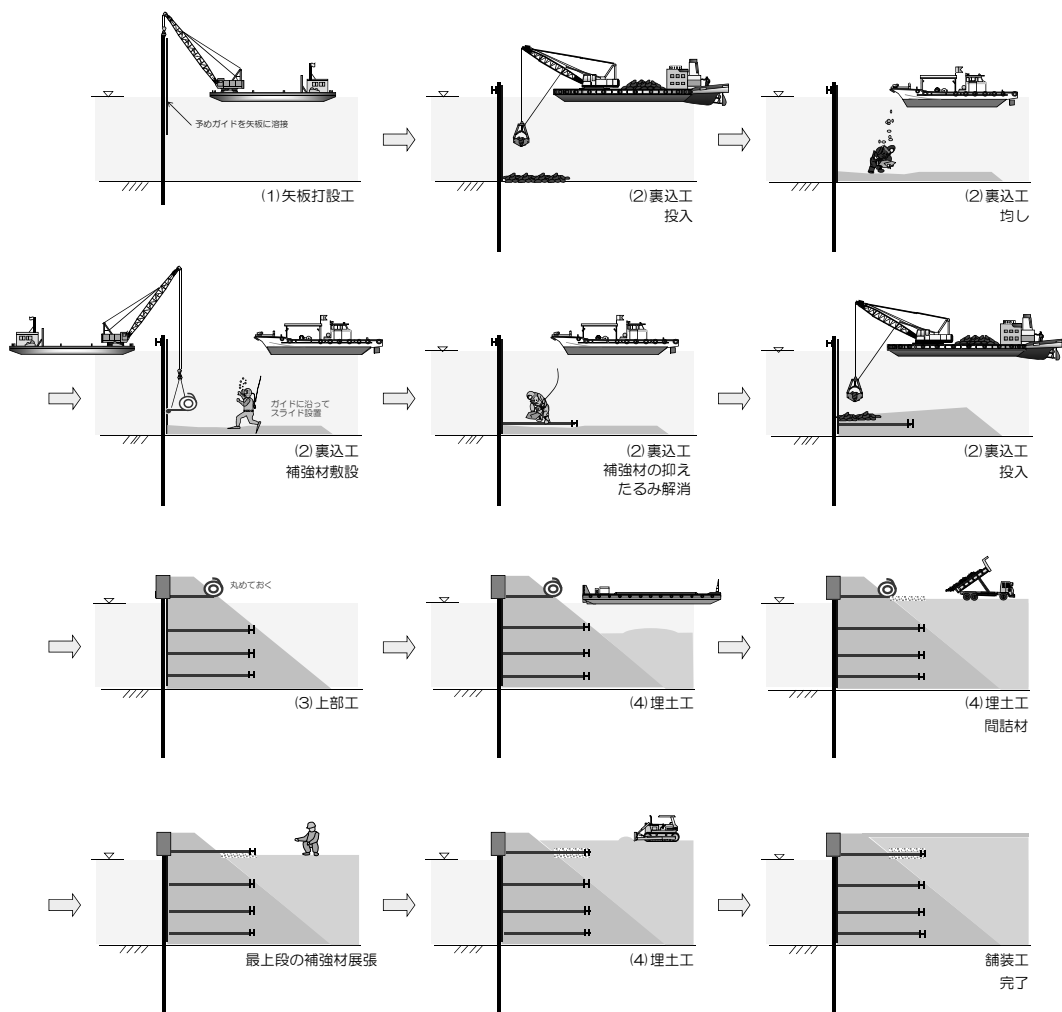 予めガイドを矢板に溶接
(1)矢板打設工
(2)裏込工
投入
(2)裏込工
均し
ガイドに沿って
スライド設置
(2)裏込工
補強材敷設
(2)裏込工
補強材の抑え
たるみ解消
(2)裏込工
投入
丸めておく
(3)上部工
(4)埋土工
(4)埋土工
間詰材
最上段の補強材展張
(4)埋土工
舗装工
完了